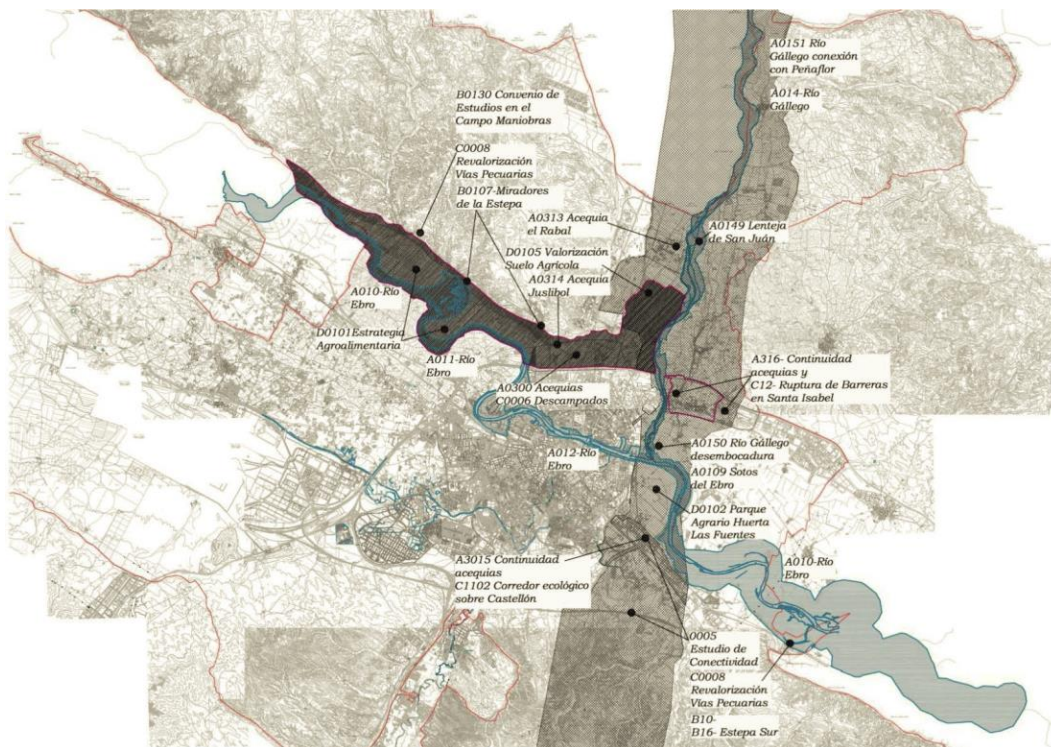 A0151 Río
Gállego conexión
con Peñaflor
A014-Río
Gállego
B0130 Convenio de
Estudios en el
Campo Maniobras
C0008
Revalorización
Vías Pecuarias
B0107-Miradores
de la Estepa
A0313 Acequia
el Rabal
A0149 Lenteja
de San Juán
D0105 Valorización
Suelo Agrícola
A0314 Acequia
Juslibol
A010-Río
Ebro
D0101Estrategia
Agroalimentaria
A011-Río
Ebro
A0300 Acequias
C0006 Descampados
A316- Continuidad
acequias y
C12- Ruptura de Barreras
en Santa Isabel
A012-Río
Ebro
A0150 Río Gállego
desembocadura
A0109 Sotos
del Ebro
D0102 Parque
Agrario Huerta
Las Fuentes
A3015 Continuidad
acequias
C1102 Corredor ecológico
sobre Castellón
A010-Río
Ebro
0005
Estudio de
Conectividad
C0008
Revalorización
Vías Pecuarias
B10-
B16- Estepa Sur